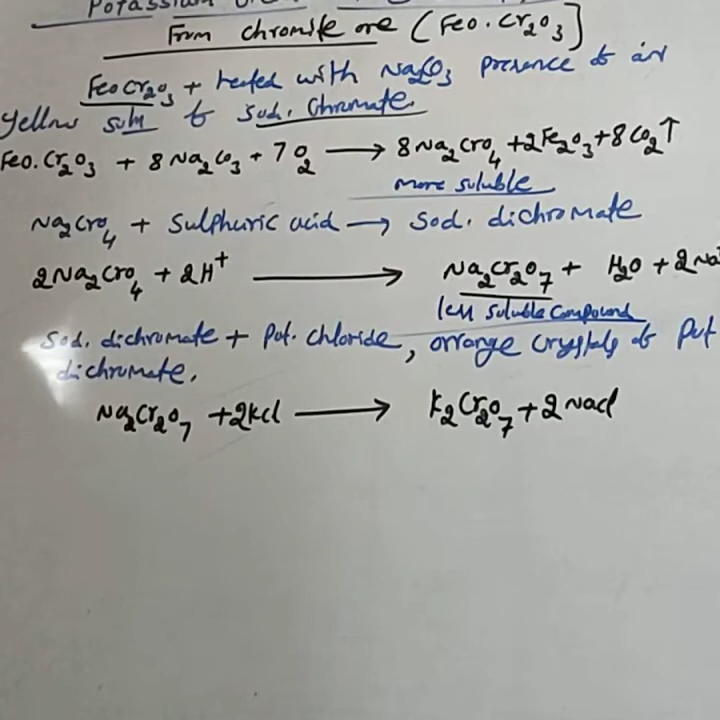 Potassium
From chromite ore (FeO.Cr₂O₃]
FeOCr₂O₃ + heated with Na₂CO₃ presence of air
yellow soln of sod. chromate.
FeO.Cr₂O₃ + 8Na₂CO₃ + 7O₂ ⟶ 8Na₂CrO₄ +2Fe₂O₃+8CO₂↑
more soluble
Na₂CrO₄ + Sulphuric acid ⟶ Sod. dichromate
2Na₂CrO₄ + 2H⁺ ⟶ Na₂Cr₂O₇ + H₂O + 2Na⁺
less soluble compound
Sod. dichromate + Pot. chloride, orrange crystals of Pot
dichromate.
Na₂Cr₂O₇ +2KCl ⟶ K₂Cr₂O₇ + 2NaCl